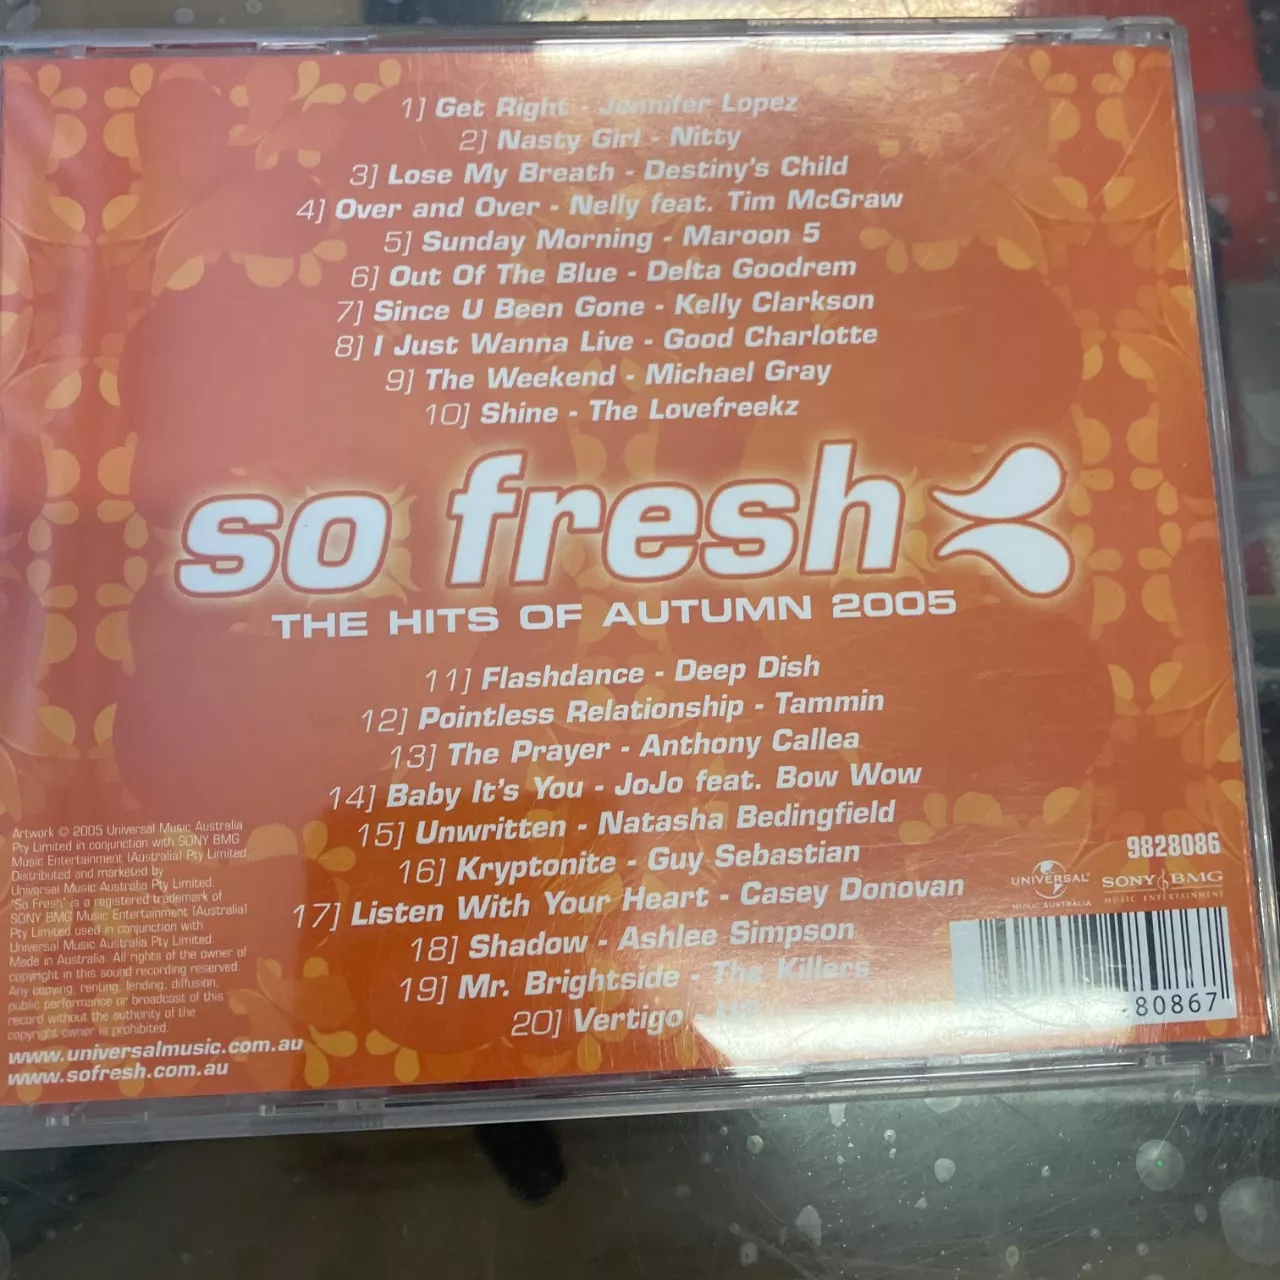 1] Get Right - Jennifer Lopez
2] Nasty Girl - Nitty
3] Lose My Breath - Destiny's Child
4] Over and Over - Nelly feat. Tim McGraw
5] Sunday Morning - Maroon 5
6] Out Of The Blue - Delta Goodrem
7] Since U Been Gone - Kelly Clarkson
8] I Just Wanna Live - Good Charlotte
9] The Weekend - Michael Gray
10] Shine - The Lovefreekz
so fresh
THE HITS OF AUTUMN 2005
11] Flashdance - Deep Dish
12] Pointless Relationship - Tammin
13] The Prayer - Anthony Callea
14] Baby It's You - JoJo feat. Bow Wow
15] Unwritten - Natasha Bedingfield
16] Kryptonite - Guy Sebastian
17] Listen With Your Heart - Casey Donovan
18] Shadow - Ashlee Simpson
19] Mr. Brightside - The Killers
20] Vertigo -
Artwork © 2005 Universal Music Australia
Pty Limited in conjunction with SONY BMG
Music Entertainment (Australia) Pty Limited.
Distributed and marketed by
Universal Music Australia Pty Limited.
"So Fresh" is a registered trademark of
SONY BMG Music Entertainment (Australia)
Pty Limited used in conjunction with
Universal Music Australia Pty Limited.
Made in Australia. All rights of the owner of
copyright in this sound recording reserved.
Any copying, renting, lending, diffusion,
public performance or broadcast of this
record without the authority of the
copyright owner is prohibited.
www.universalmusic.com.au
www.sofresh.com.au
9828086
UNIVERSAL
MUSIC AUSTRALIA
SONY BMG
MUSIC ENTERTAINMENT
80867